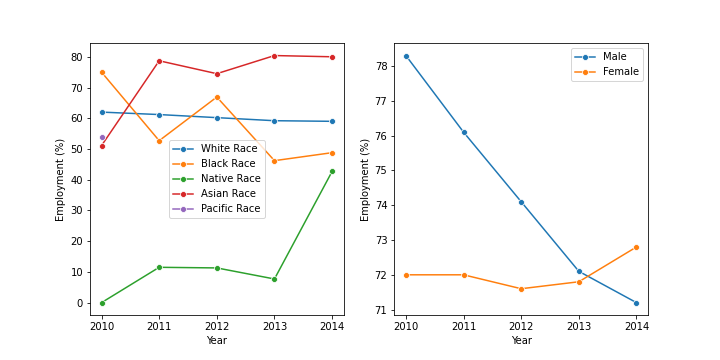 Employment (%)
80
70
60
50
40
30
20
10
0
White Race
Black Race
Native Race
Asian Race
Pacific Race
2010 2011 2012 2013 2014
Year
Employment (%)
78
77
76
75
74
73
72
71
Male
Female
2010 2011 2012 2013 2014
Year